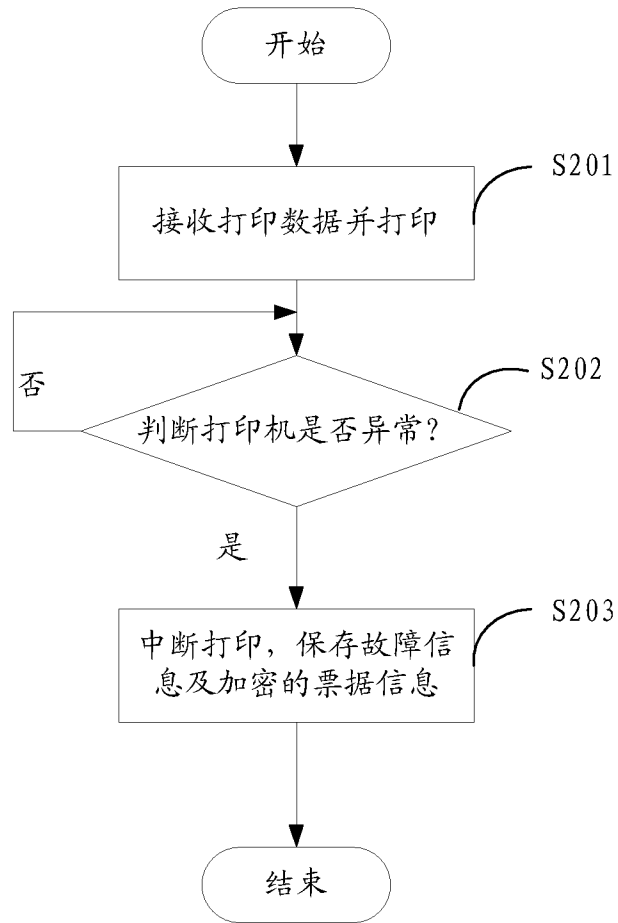 开始
S201
接收打印数据并打印
S202
否
判断打印机是否异常？
是
S203
中断打印，保存故障信
息及加密的票据信息
结束